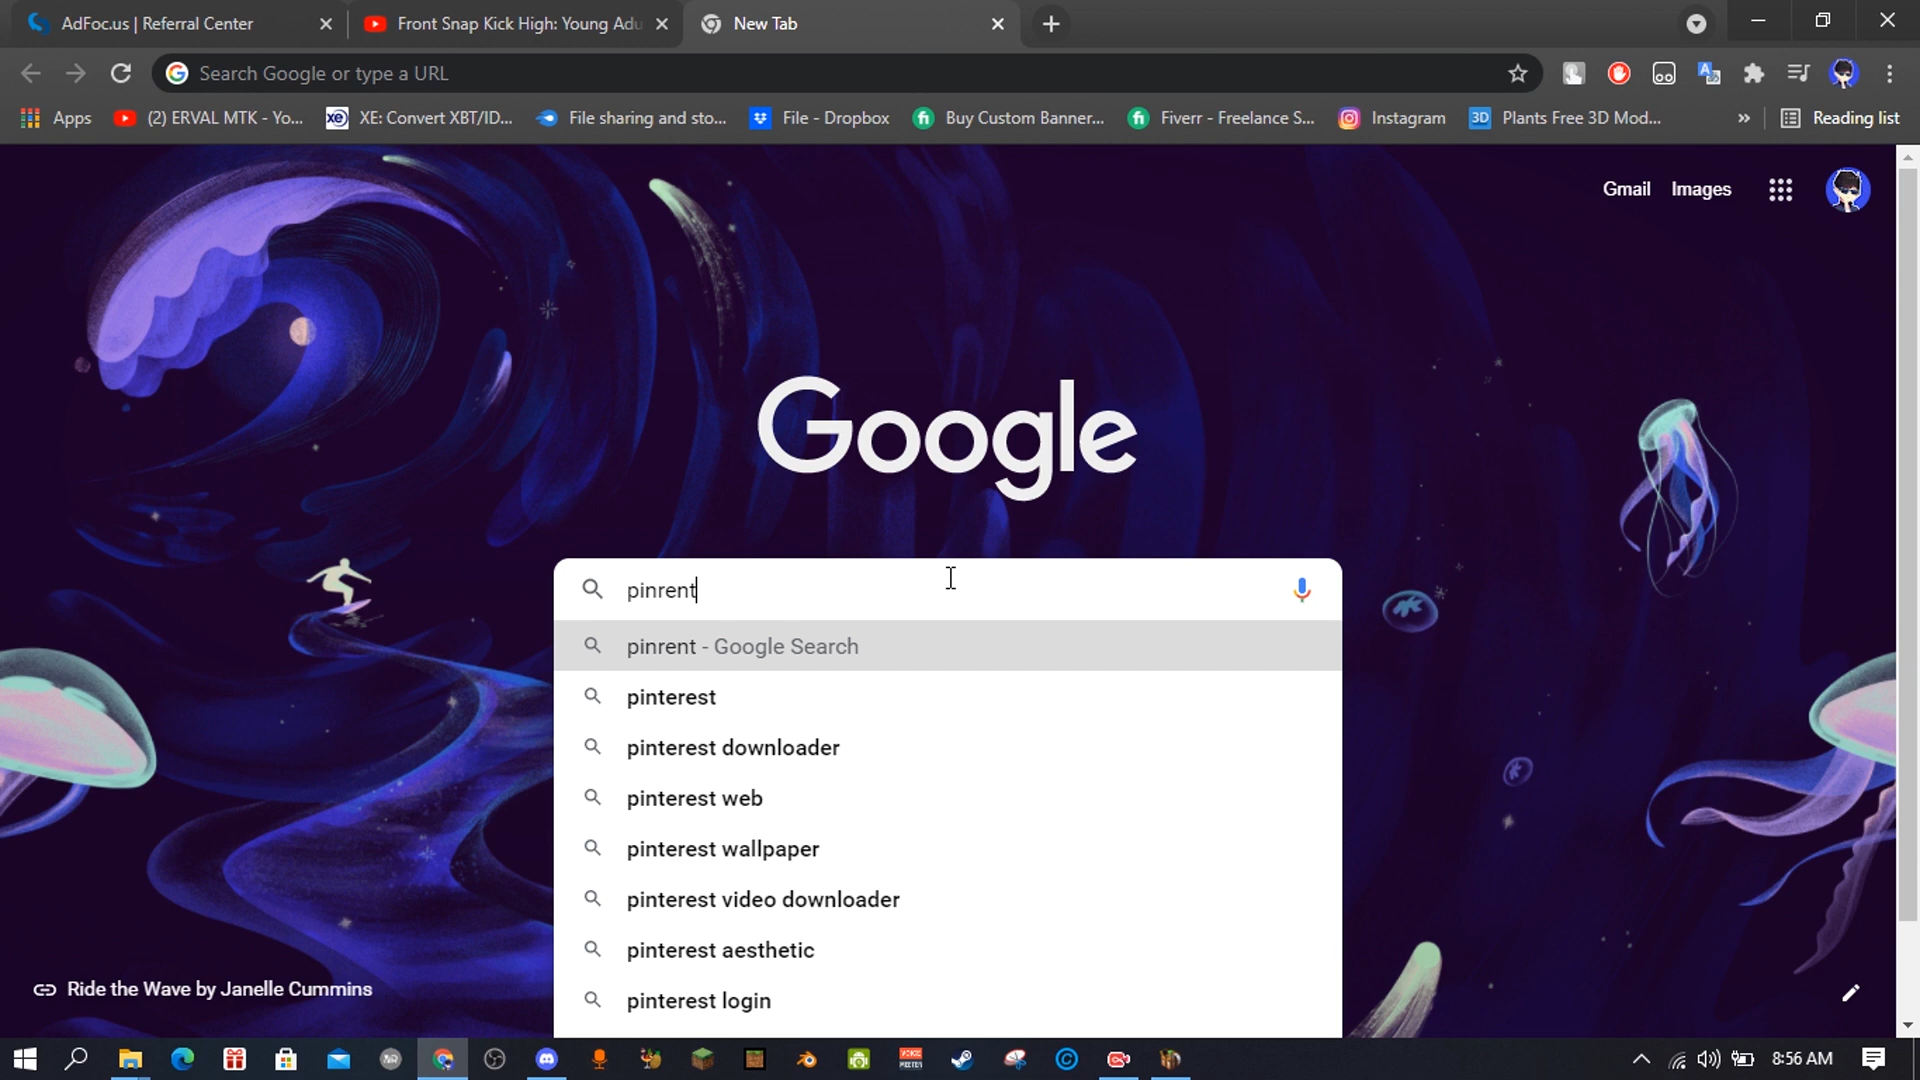 AdFoc.us | Referral Center
Front Snap Kick High: Young Adu
New Tab
Search Google or type a URL
Apps
(2) ERVAL MTK - Yo...
XE: Convert XBT/ID...
File sharing and sto...
File - Dropbox
Buy Custom Banner...
Fiverr - Freelance S...
Instagram
3D
Plants Free 3D Mod...
»
Reading list
Gmail
Images
Google
pinrent
pinrent - Google Search
pinterest
pinterest downloader
pinterest web
pinterest wallpaper
pinterest video downloader
pinterest aesthetic
pinterest login
Ride the Wave by Janelle Cummins
8:56 AM